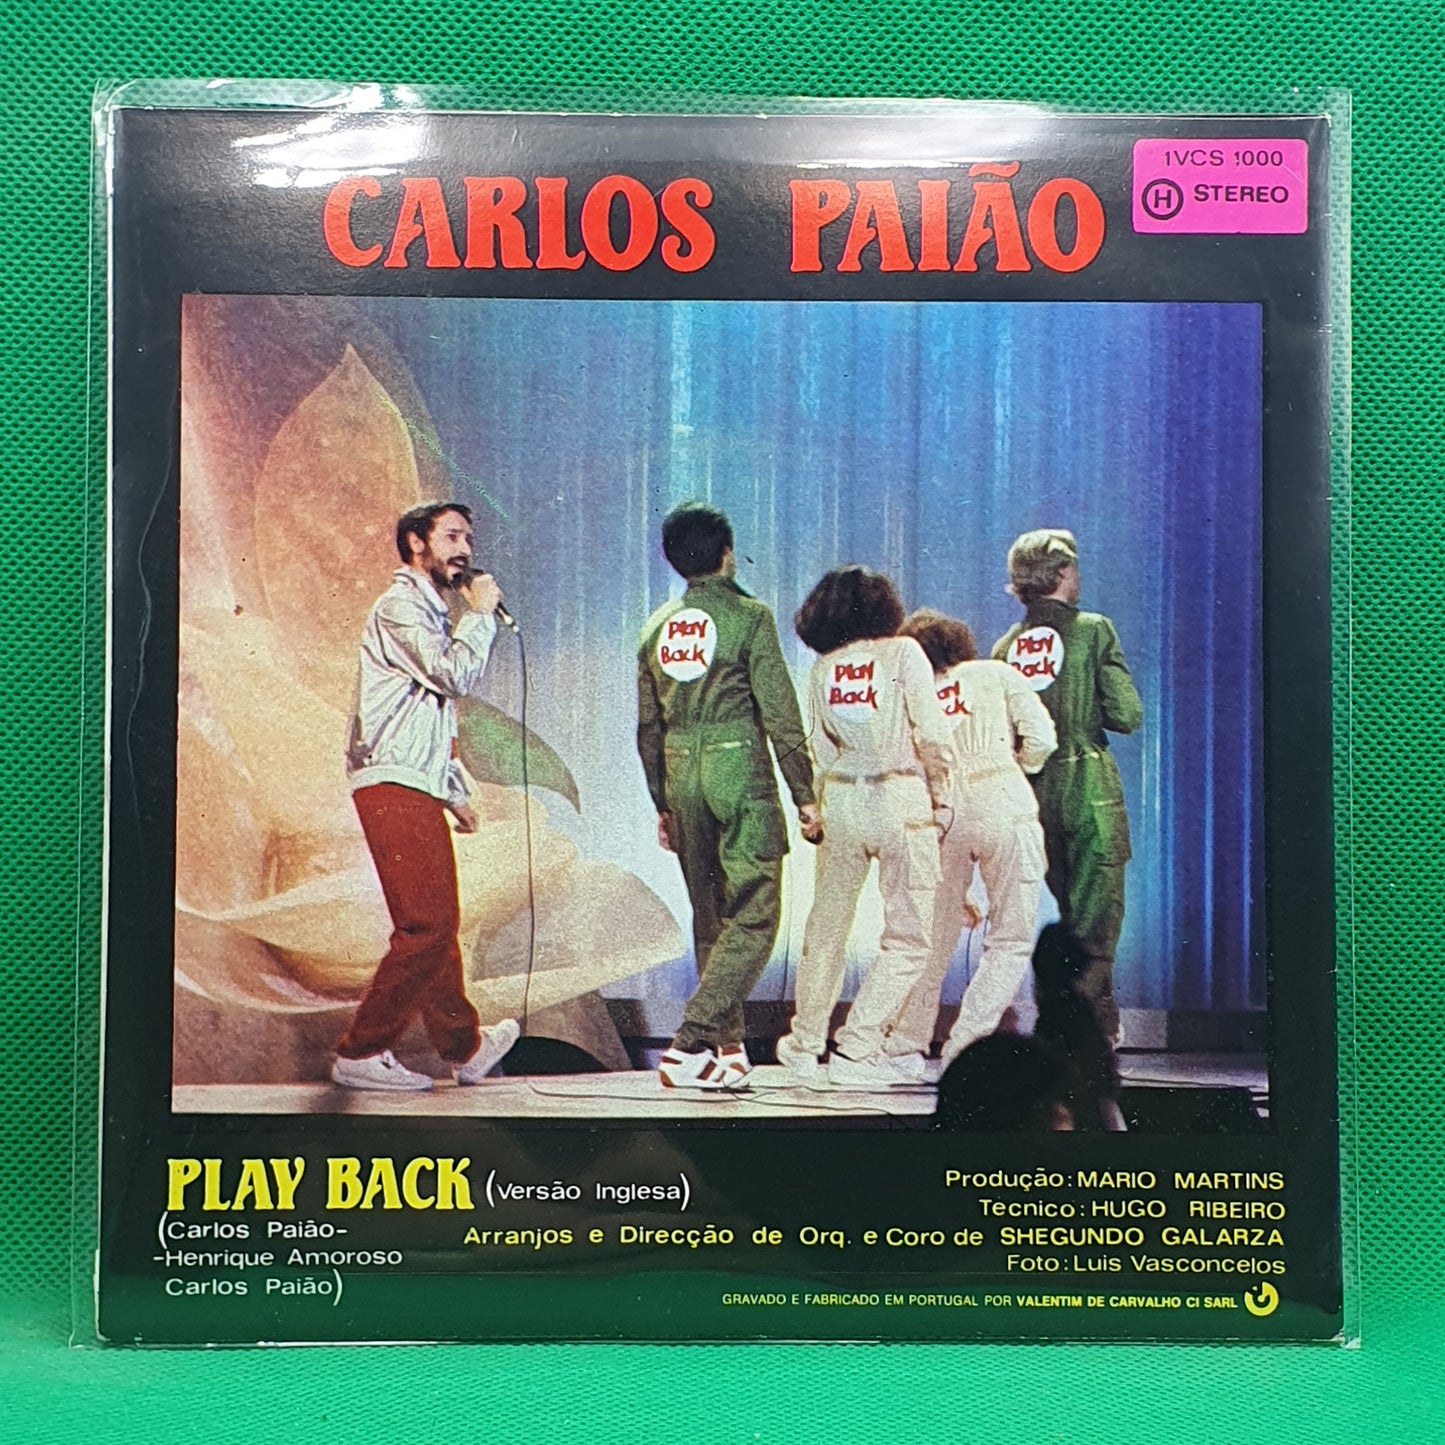 CARLOS PAIÃO
1VCS 1000
H STEREO
Play
Back
Play
Back
Play
Back
PLAY BACK (Versão Inglesa)
(Carlos Paião-
-Henrique Amoroso
Carlos Paião)
Produção: MARIO MARTINS
Tecnico: HUGO RIBEIRO
Arranjos e Direcção de Orq. e Coro de SHEGUNDO GALARZA
Foto: Luis Vasconcelos
GRAVADO E FABRICADO EM PORTUGAL POR VALENTIM DE CARVALHO CI SARL